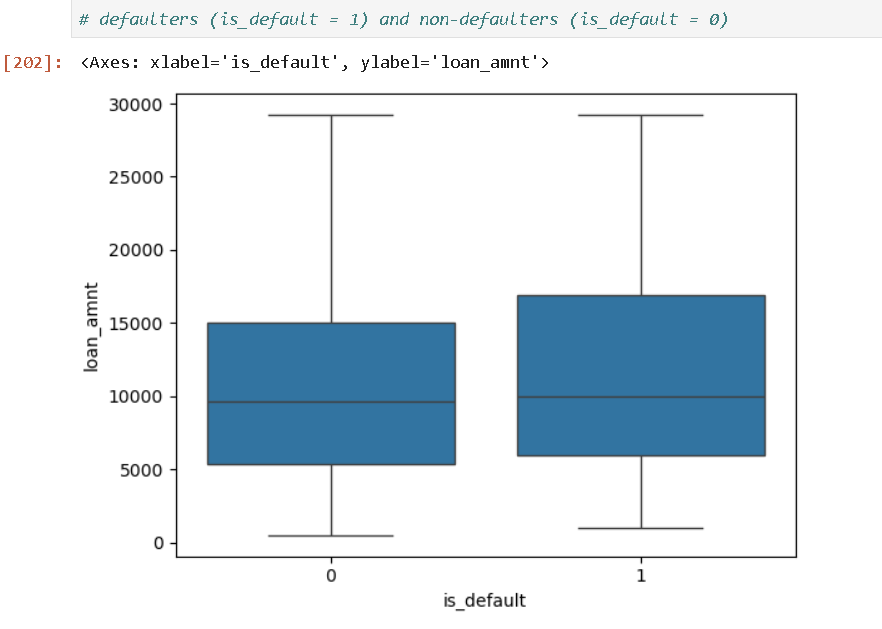 # defaulters (is_default = 1) and non-defaulters (is_default = 0)
[202]: <Axes: xlabel='is_default', ylabel='loan_amnt'>
30000
25000
20000
15000
10000
5000
0
loan_amnt
0 1
is_default